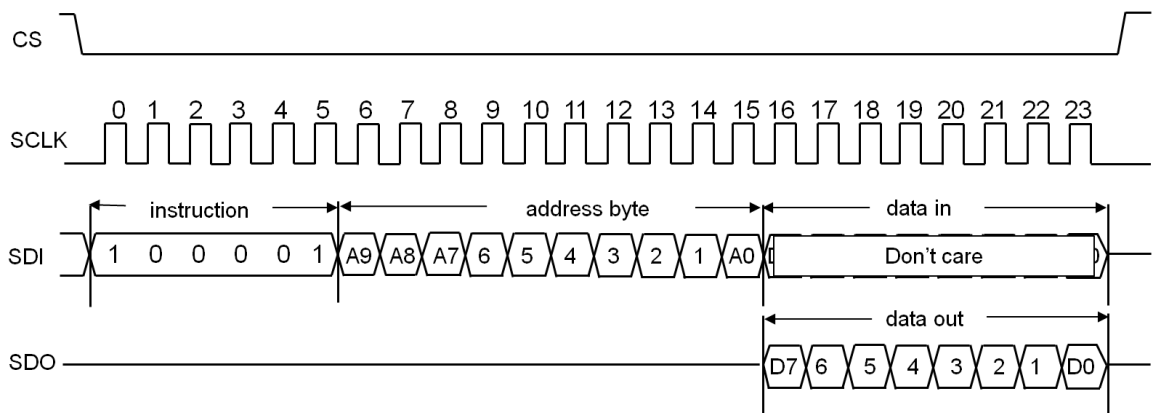 CS
0 1 2 3 4 5 6 7 8 9 10 11 12 13 14 15 16 17 18 19 20 21 22 23
SCLK
instruction address byte data in
SDI 1 0 0 0 0 1 A9 A8 A7 6 5 4 3 2 1 A0 Don't care
data out
SDO D7 6 5 4 3 2 1 D0